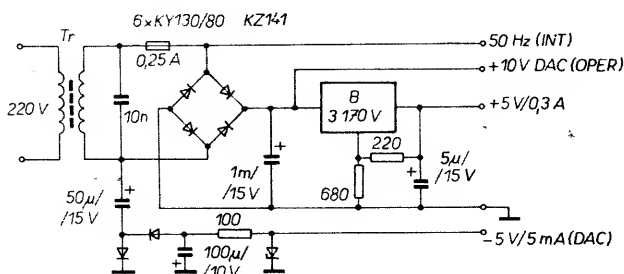 6×KY130/80 KZ141
Tr
0,25 A
50 Hz (INT)
+10 V DAC (OPER)
220 V
10n
B
3 170 V
+5 V/0,3 A
1m/
/15 V
220
680
5μ/
/15 V
50μ/
/15 V
100
100μ/
/10 V
−5 V/5 mA (DAC)